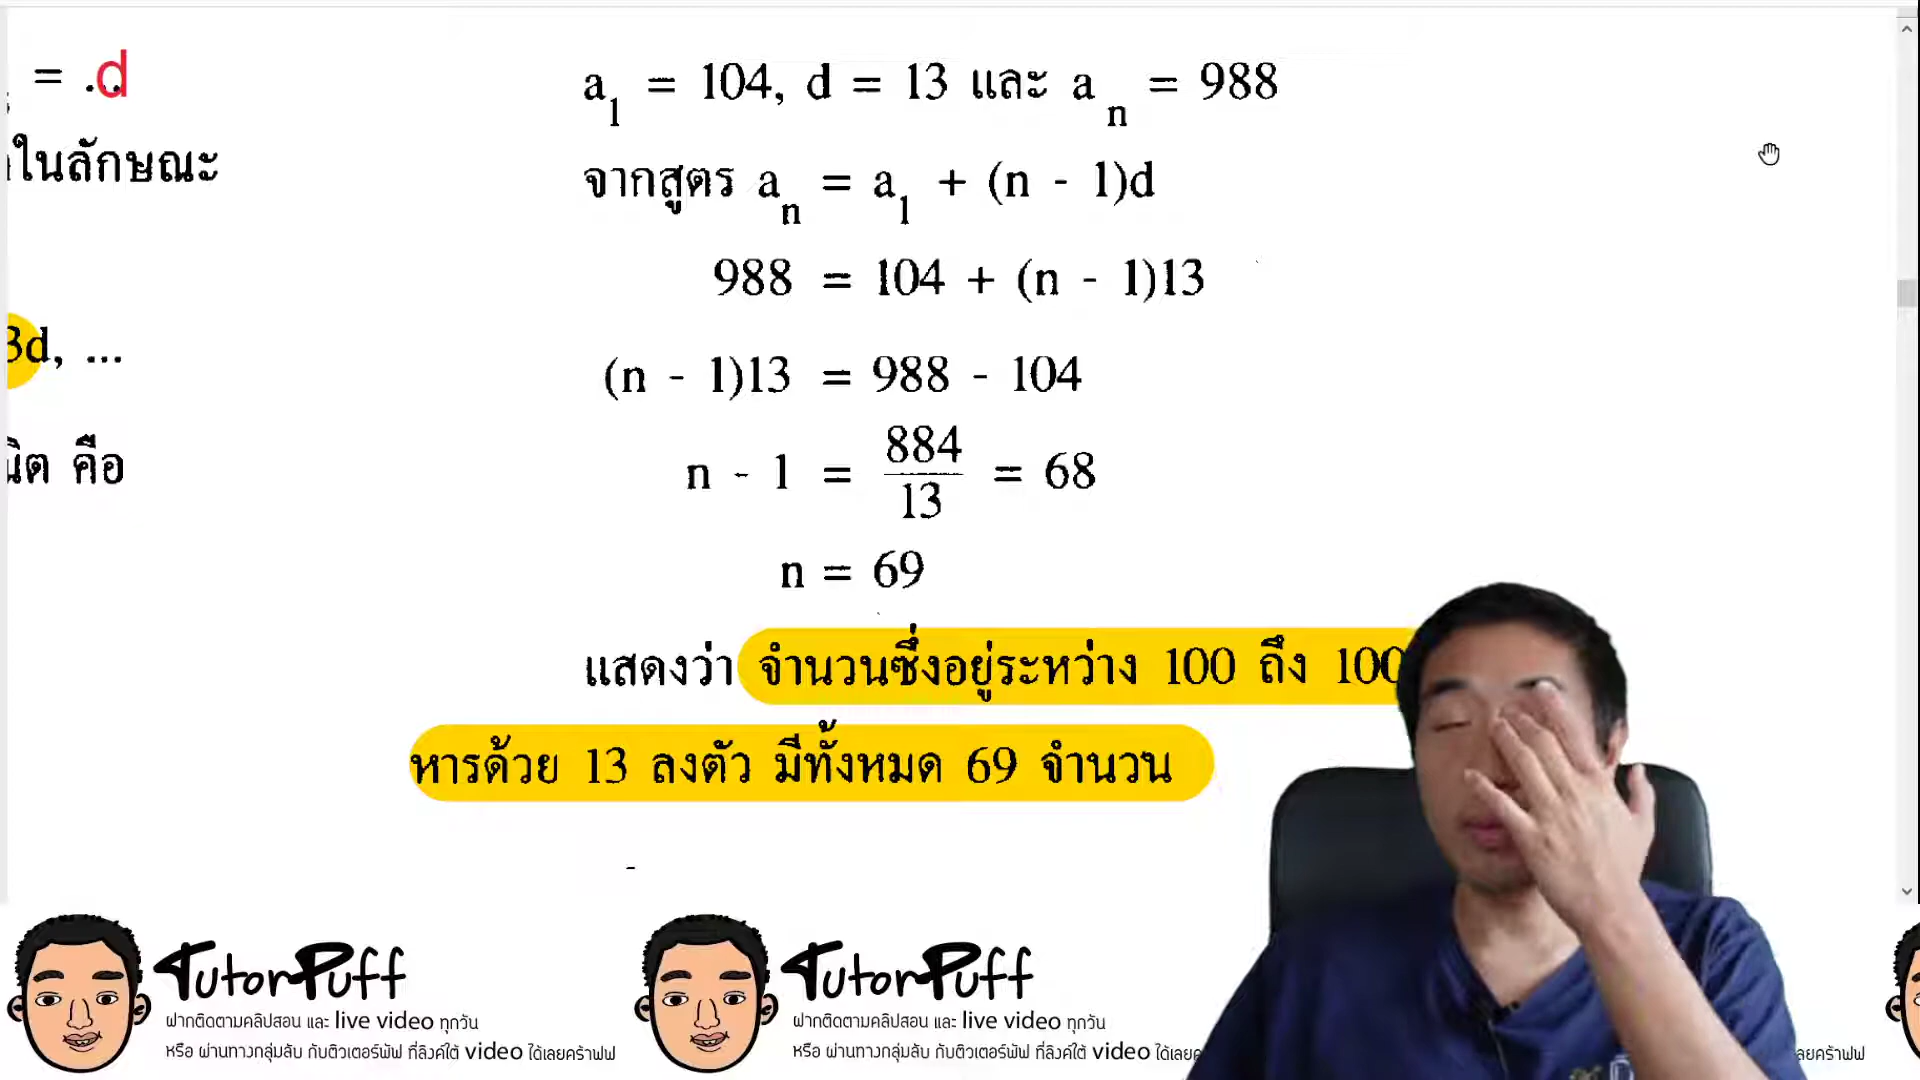 = ..d
ในลักษณะ
3d, ...
คือ
a₁ = 104, d = 13 และ aₙ = 988
จากสูตร aₙ = a₁ + (n - 1)d
988 = 104 + (n - 1)13
(n - 1)13 = 988 - 104
n - 1 = 884/13 = 68
n = 69
แสดงว่า จำนวนซึ่งอยู่ระหว่าง 100 ถึง 100
หารด้วย 13 ลงตัว มีทั้งหมด 69 จำนวน
TutorPuff
ฝากติดตามคลิปสอน และ live video ทุกวัน
หรือ ผ่านทางกลุ่มลับ กับติวเตอร์พัฟ ที่ลิงค์ใต้ video ได้เลยคร้าฟฟ
TutorPuff
ฝากติดตามคลิปสอน และ live video ทุกวัน
หรือ ผ่านทางกลุ่มลับ กับติวเตอร์พัฟ ที่ลิงค์ใต้ video ได้เลย
ลยคร้าฟฟ